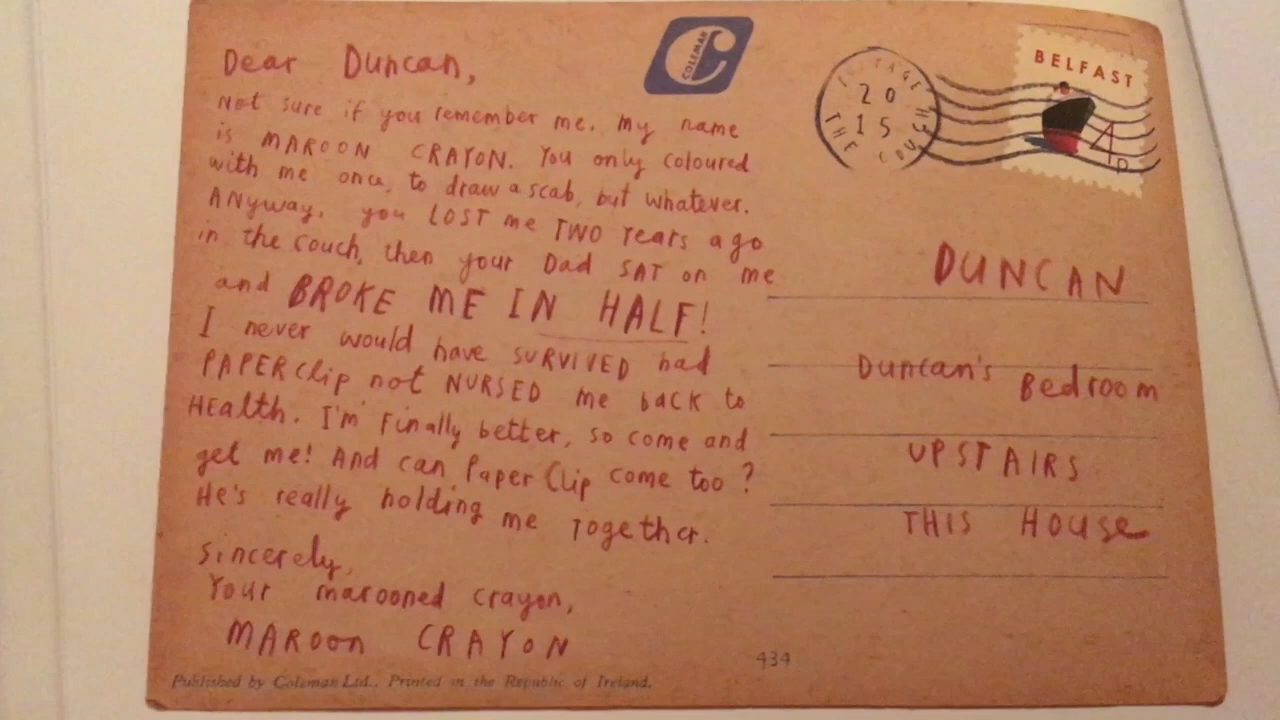 Dear Duncan,
Not sure if you remember me. My name
is MAROON CRAYON. You only coloured
with me once, to draw a scab, but whatever.
ANyway, you LOST me TWO Years ago
in the couch, then your Dad SAT on me
and BROKE ME IN HALF!
I never would have SURVIVED had
PAPERClip not NURSED me back to
HEalth. I'm Finally better, so come and
get me! And can Paper Clip come too?
He's really holding me Together.
Sincerely,
Your marooned crayon,
MAROON CRAYON
Published by Coleman Ltd., Printed in the Republic of Ireland.
434
COLEMAN
POSTAGE
20
15
THE COUCH
BELFAST
4p
DUNCAN
Duncan's Bedroom
UPSTAIRS
THIS HOUSE